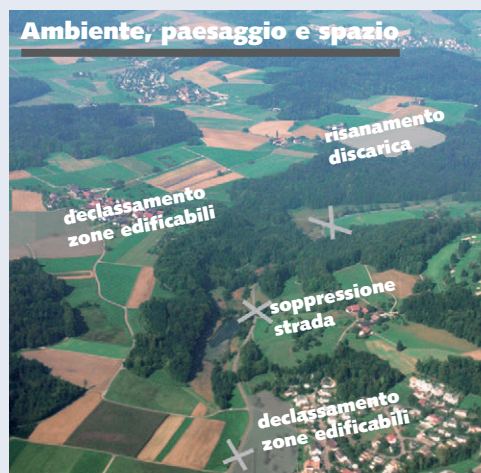 Ambiente, paesaggio e spazio
risanamento
discarica
declassamento
zone edificabili
soppressione
strada
declassamento
zone edificabili